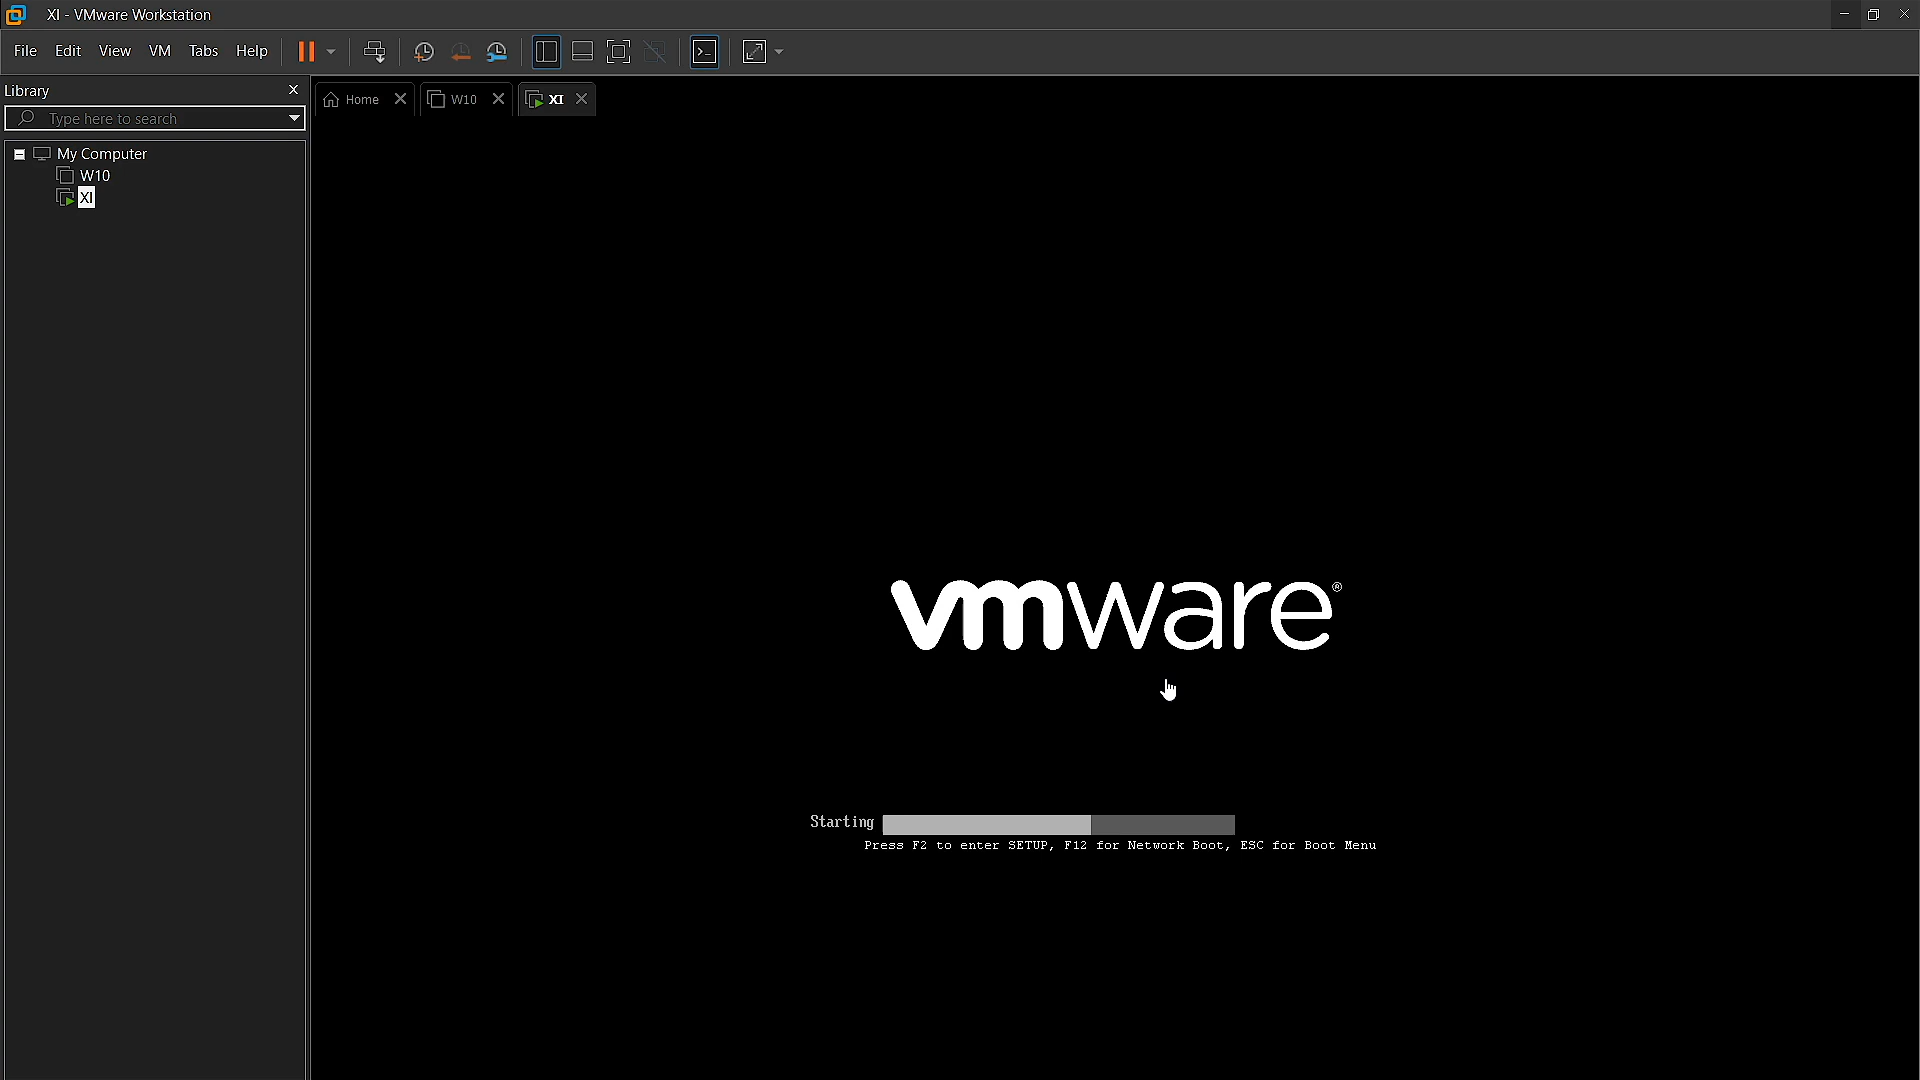 XI - VMware Workstation
File Edit View VM Tabs Help
Library
Home W10 XI
Type here to search
My Computer
W10
XI
vmware®
Starting
Press F2 to enter SETUP, F12 for Network Boot, ESC for Boot Menu